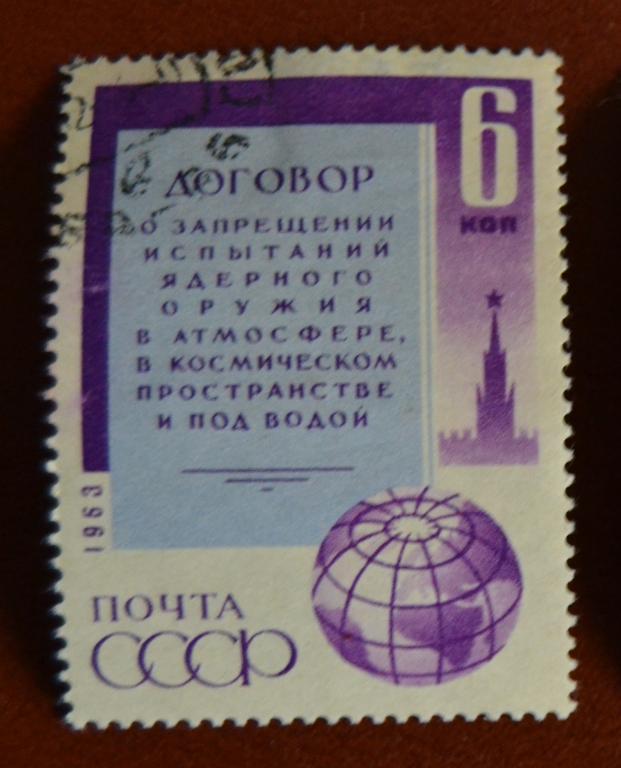 6
КОП
ДОГОВОР
О ЗАПРЕЩЕНИИ
ИСПЫТАНИЙ
ЯДЕРНОГО
ОРУЖИЯ
В АТМОСФЕРЕ,
В КОСМИЧЕСКОМ
ПРОСТРАНСТВЕ
И ПОД ВОДОЙ
1963
ПОЧТА
СССР